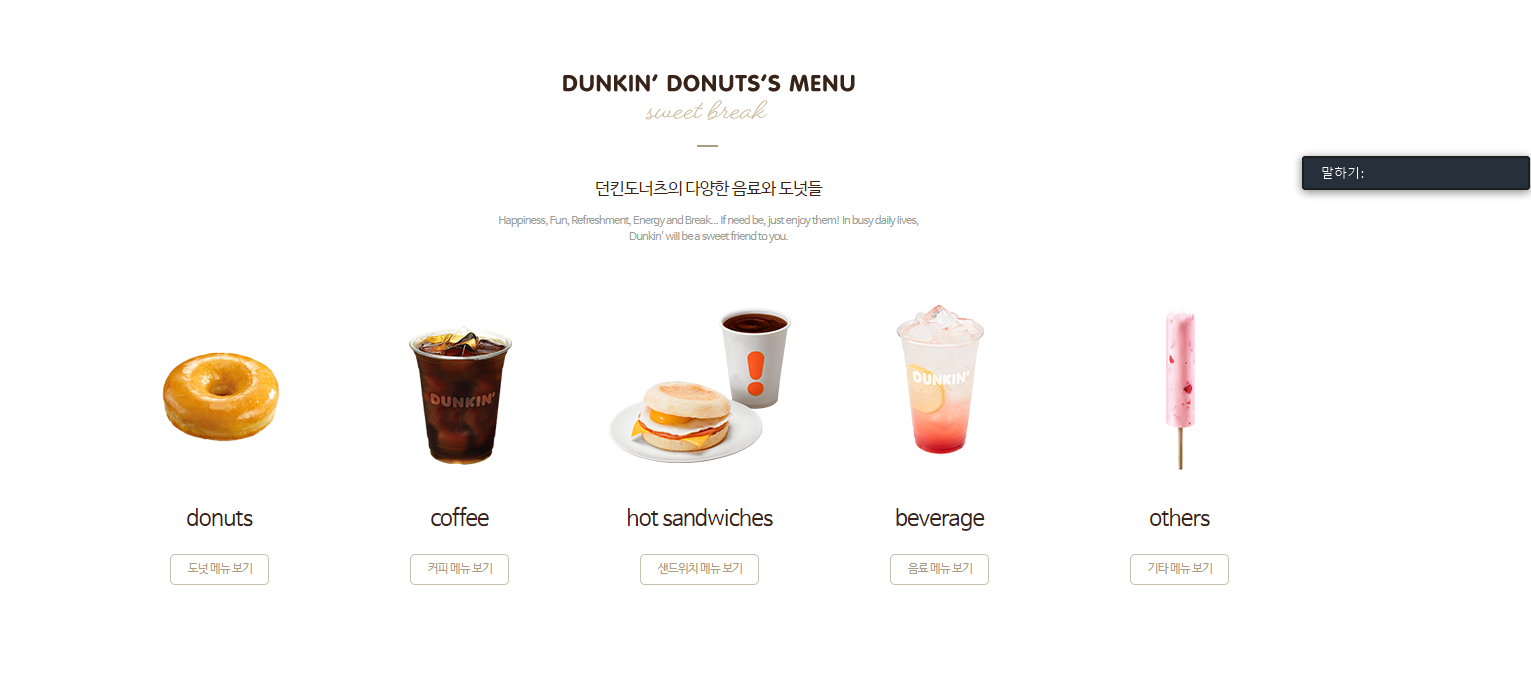 DUNKIN' DONUTS'S MENU
sweet break
말하기:
던킨도너츠의 다양한 음료와 도넛들
Happiness, Fun, Refreshment, Energy and Break... If need be, just enjoy them! In busy daily lives,
Dunkin' will be a sweet friend to you.
DUNKIN'
DUNKIN'
donuts
coffee
hot sandwiches
beverage
others
도넛 메뉴 보기
커피 메뉴 보기
샌드위치 메뉴 보기
음료 메뉴 보기
기타 메뉴 보기